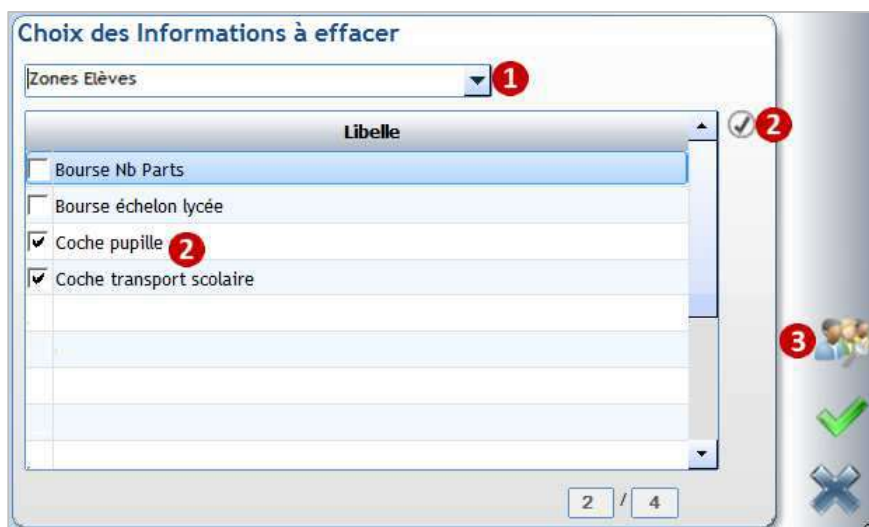 Choix des Informations à effacer
Zones Elèves 1
Libelle 2
Bourse Nb Parts
Bourse échelon lycée
Coche pupille 2
Coche transport scolaire
3
2 / 4